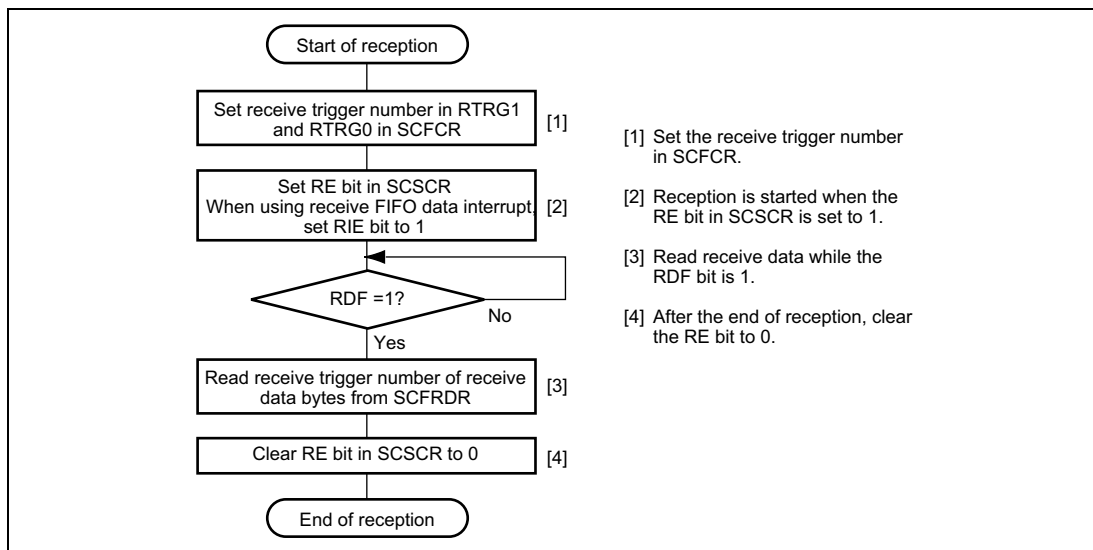 Start of reception
Set receive trigger number in RTRG1
and RTRG0 in SCFCR
[1]
Set RE bit in SCSCR
When using receive FIFO data interrupt,
set RIE bit to 1
[2]
RDF =1?
No
Yes
Read receive trigger number of receive
data bytes from SCFRDR
[3]
Clear RE bit in SCSCR to 0
[4]
End of reception
[1] Set the receive trigger number
in SCFCR.
[2] Reception is started when the
RE bit in SCSCR is set to 1.
[3] Read receive data while the
RDF bit is 1.
[4] After the end of reception, clear
the RE bit to 0.